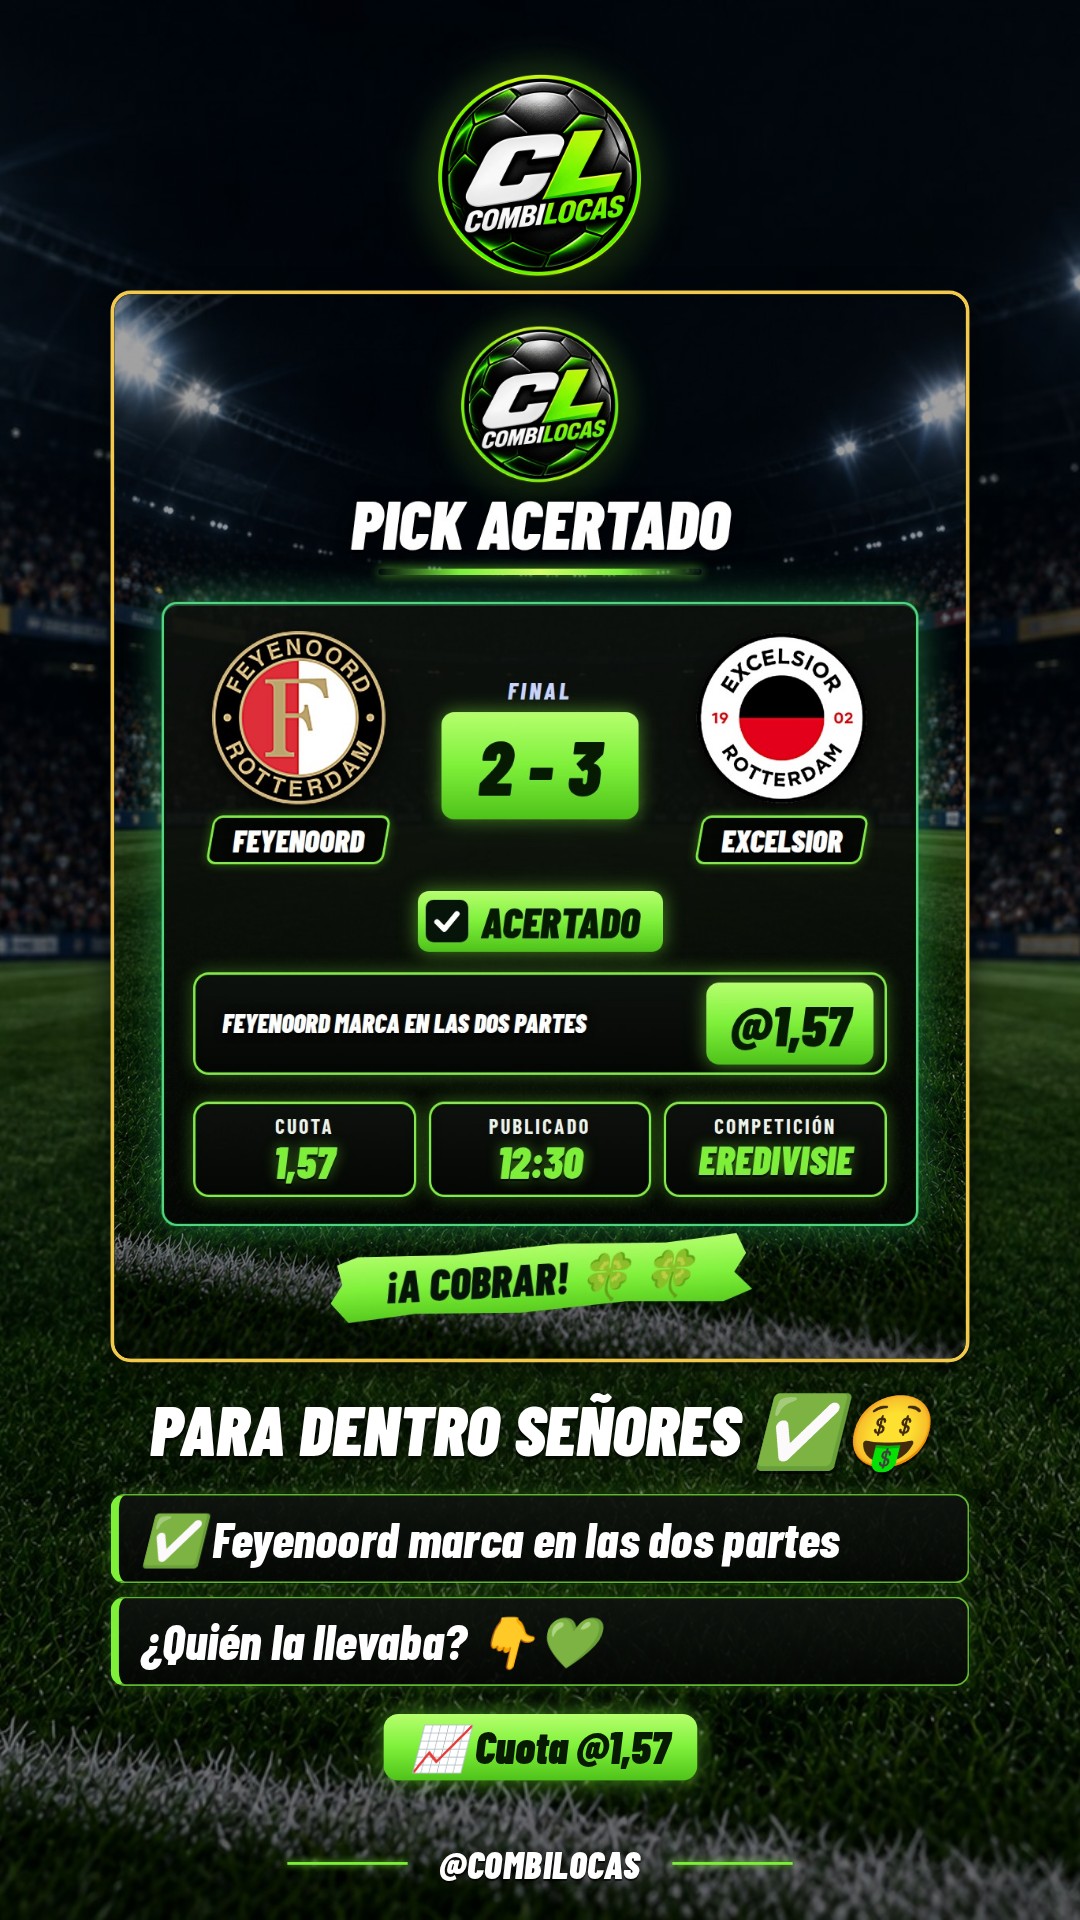 CL
COMBILOCAS
CL
COMBILOCAS
PICK ACERTADO
FEYENOORD
F
ROTTERDAM
FINAL
2 - 3
EXCELSIOR
19 02
ROTTERDAM
FEYENOORD
EXCELSIOR
✓ ACERTADO
FEYENOORD MARCA EN LAS DOS PARTES
@1,57
CUOTA
1,57
PUBLICADO
12:30
COMPETICIÓN
EREDIVISIE
¡A COBRAR! 🍀 🍀
PARA DENTRO SEÑORES ✅🤑
✅ Feyenoord marca en las dos partes
¿Quién la llevaba? 👇💚
📈 Cuota @1,57
@COMBILOCAS